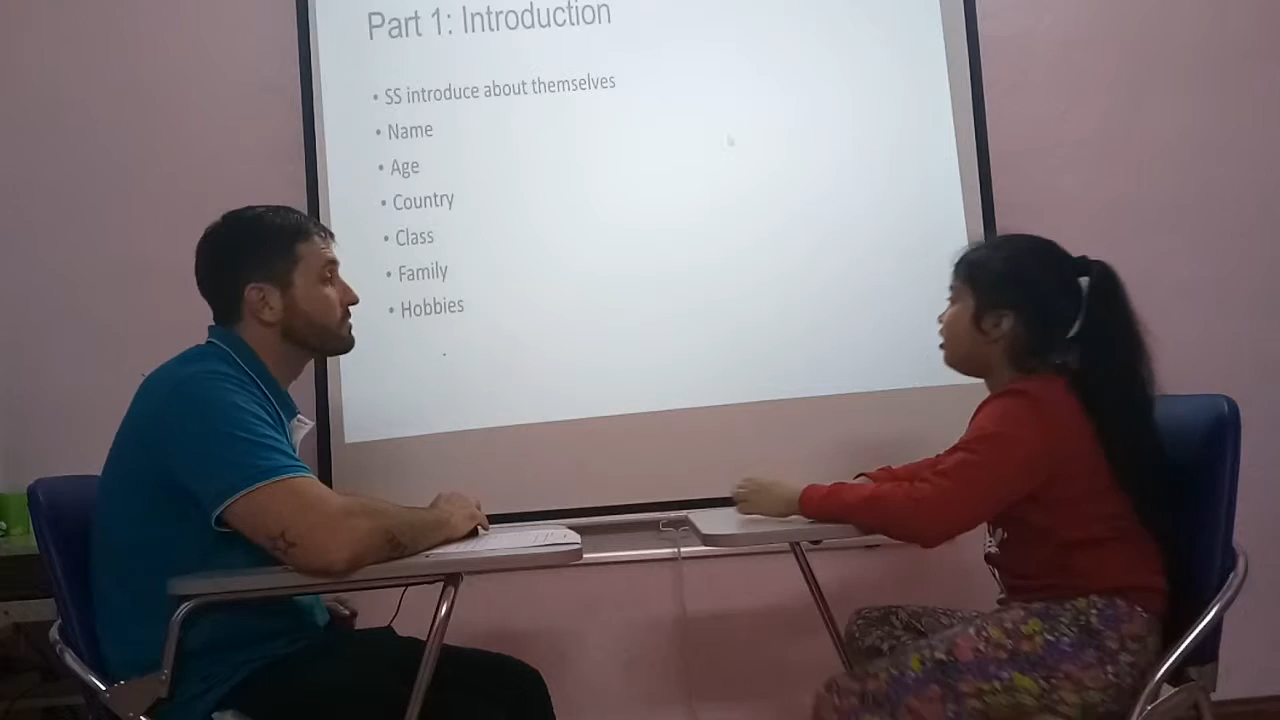 Part 1: Introduction
• SS introduce about themselves
• Name
• Age
• Country
• Class
• Family
• Hobbies